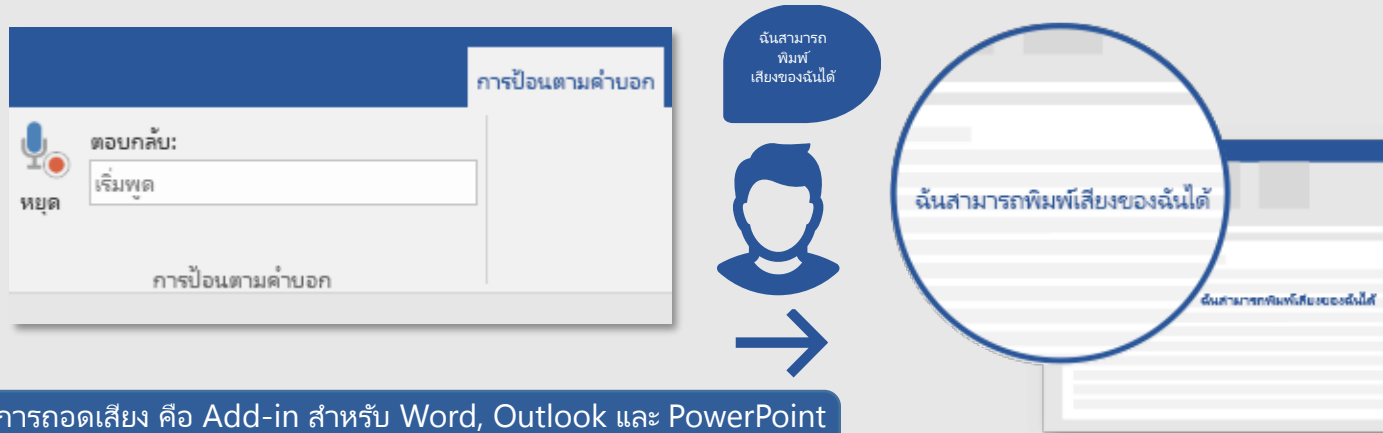 การป้อนตามคำบอก
ตอบกลับ:
เริ่มพูด
หยุด
การป้อนตามคำบอก
ฉันสามารถ
พิมพ์
เสียงของฉันได้
ฉันสามารถพิมพ์เสียงของฉันได้
ฉันสามารถพิมพ์เสียงของฉันได้
การถอดเสียง คือ Add-in สำหรับ Word, Outlook และ PowerPoint